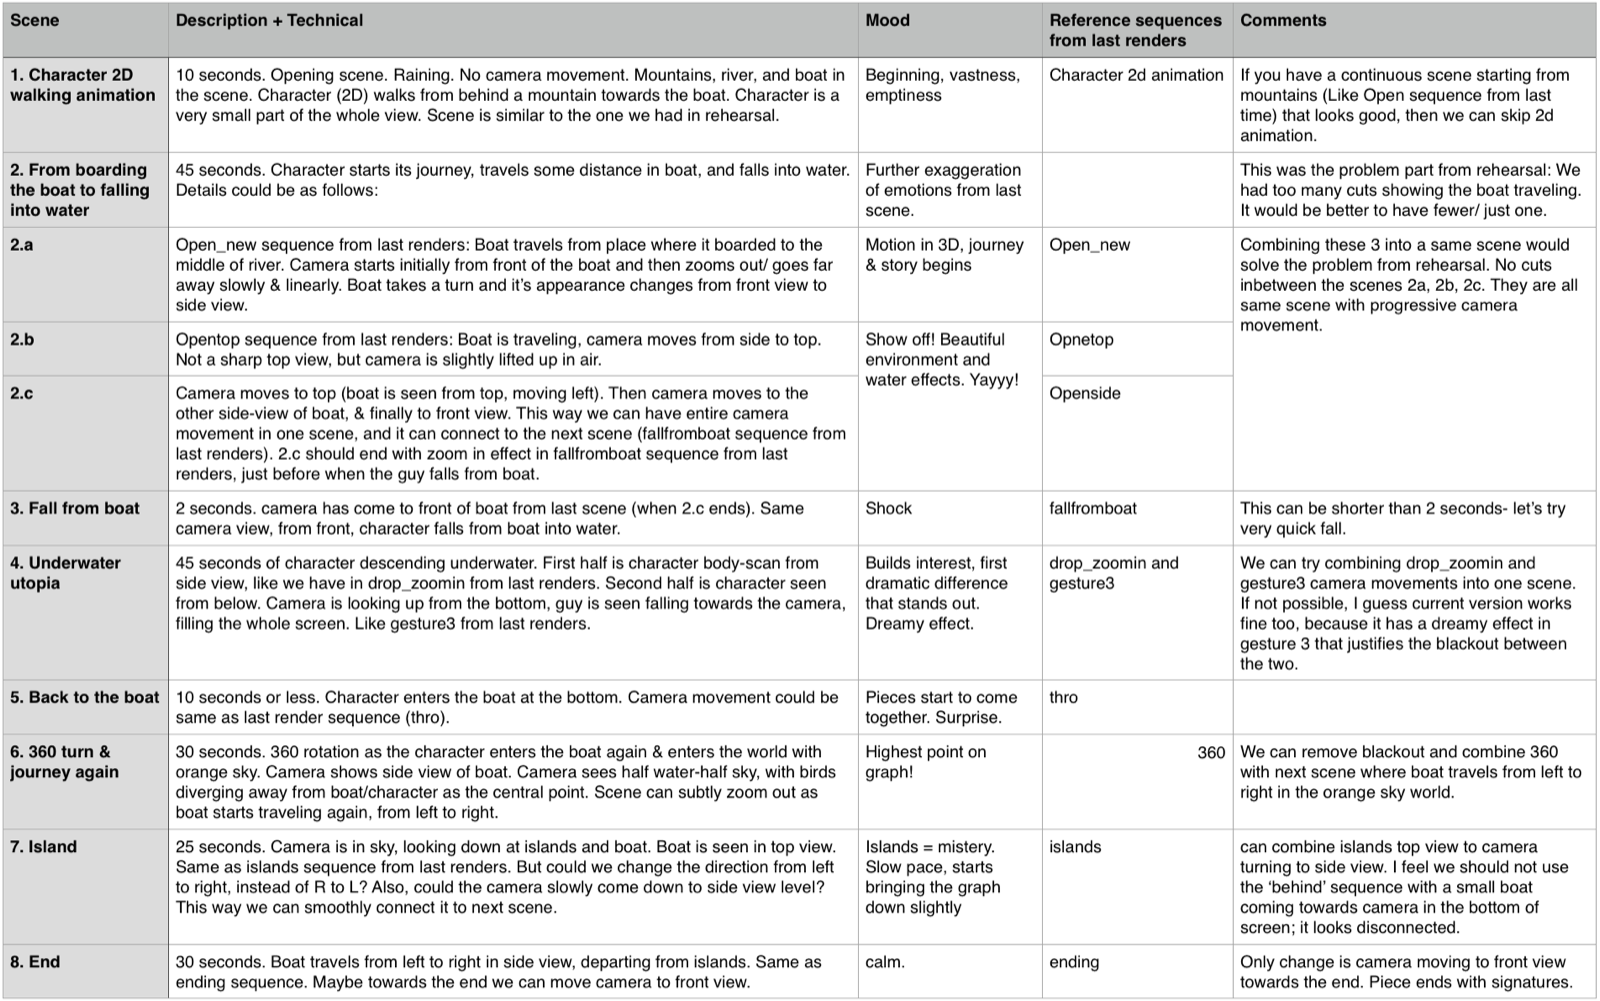 Scene
Description + Technical
Mood
Reference sequences
from last renders
Comments
1. Character 2D
walking animation
10 seconds. Opening scene. Raining. No camera movement. Mountains, river, and boat in
the scene. Character (2D) walks from behind a mountain towards the boat. Character is a
very small part of the whole view. Scene is similar to the one we had in rehearsal.
Beginning, vastness,
emptiness
Character 2d animation
If you have a continuous scene starting from
mountains (Like Open sequence from last
time) that looks good, then we can skip 2d
animation.
2. From boarding
the boat to falling
into water
45 seconds. Character starts its journey, travels some distance in boat, and falls into water.
Details could be as follows:
Further exaggeration
of emotions from last
scene.
This was the problem part from rehearsal: We
had too many cuts showing the boat traveling.
It would be better to have fewer/ just one.
2.a
Open_new sequence from last renders: Boat travels from place where it boarded to the
middle of river. Camera starts initially from front of the boat and then zooms out/ goes far
away slowly & linearly. Boat takes a turn and it's appearance changes from front view to
side view.
Motion in 3D, journey
& story begins
Open_new
Combining these 3 into a same scene would
solve the problem from rehearsal. No cuts
inbetween the scenes 2a, 2b, 2c. They are all
same scene with progressive camera
movement.
2.b
Opentop sequence from last renders: Boat is traveling, camera moves from side to top.
Not a sharp top view, but camera is slightly lifted up in air.
Show off! Beautiful
environment and
water effects. Yayyy!
Opnetop
2.c
Camera moves to top (boat is seen from top, moving left). Then camera moves to the
other side-view of boat, & finally to front view. This way we can have entire camera
movement in one scene, and it can connect to the next scene (fallfromboat sequence from
last renders). 2.c should end with zoom in effect in fallfromboat sequence from last
renders, just before when the guy falls from boat.
Openside
3. Fall from boat
2 seconds. camera has come to front of boat from last scene (when 2.c ends). Same
camera view, from front, character falls from boat into water.
Shock
fallfromboat
This can be shorter than 2 seconds- let's try
very quick fall.
4. Underwater
utopia
45 seconds of character descending underwater. First half is character body-scan from
side view, like we have in drop_zoomin from last renders. Second half is character seen
from below. Camera is looking up from the bottom, guy is seen falling towards the camera,
filling the whole screen. Like gesture3 from last renders.
Builds interest, first
dramatic difference
that stands out.
Dreamy effect.
drop_zoomin and
gesture3
We can try combining drop_zoomin and
gesture3 camera movements into one scene.
If not possible, I guess current version works
fine too, because it has a dreamy effect in
gesture 3 that justifies the blackout between
the two.
5. Back to the boat
10 seconds or less. Character enters the boat at the bottom. Camera movement could be
same as last render sequence (thro).
Pieces start to come
together. Surprise.
thro
6. 360 turn &
journey again
30 seconds. 360 rotation as the character enters the boat again & enters the world with
orange sky. Camera shows side view of boat. Camera sees half water-half sky, with birds
diverging away from boat/character as the central point. Scene can subtly zoom out as
boat starts traveling again, from left to right.
Highest point on
graph!
360
We can remove blackout and combine 360
with next scene where boat travels from left to
right in the orange sky world.
7. Island
25 seconds. Camera is in sky, looking down at islands and boat. Boat is seen in top view.
Same as islands sequence from last renders. But could we change the direction from left
to right, instead of R to L? Also, could the camera slowly come down to side view level?
This way we can smoothly connect it to next scene.
Islands = mistery.
Slow pace, starts
bringing the graph
down slightly
islands
can combine islands top view to camera
turning to side view. I feel we should not use
the 'behind' sequence with a small boat
coming towards camera in the bottom of
screen; it looks disconnected.
8. End
30 seconds. Boat travels from left to right in side view, departing from islands. Same as
ending sequence. Maybe towards the end we can move camera to front view.
calm.
ending
Only change is camera moving to front view
towards the end. Piece ends with signatures.